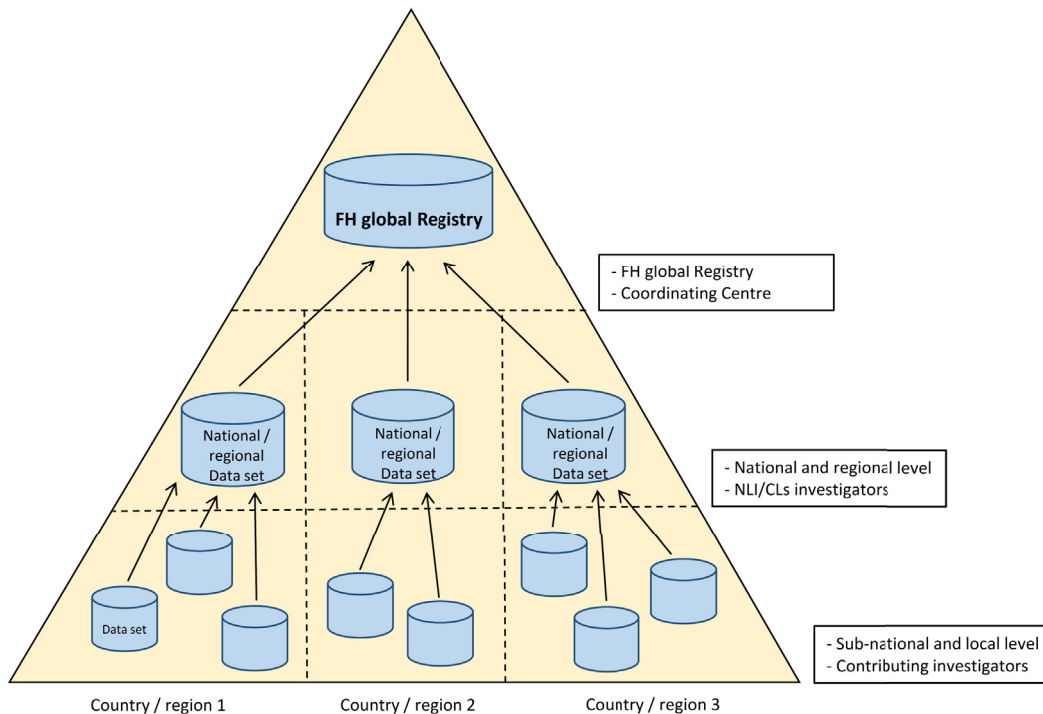 FH global Registry
- FH global Registry
- Coordinating Centre
National /
regional
Data set
National /
regional
Data set
National /
regional
Data set
- National and regional level
- NLI/CLs investigators
Data set
- Sub-national and local level
- Contributing investigators
Country / region 1
Country / region 2
Country / region 3